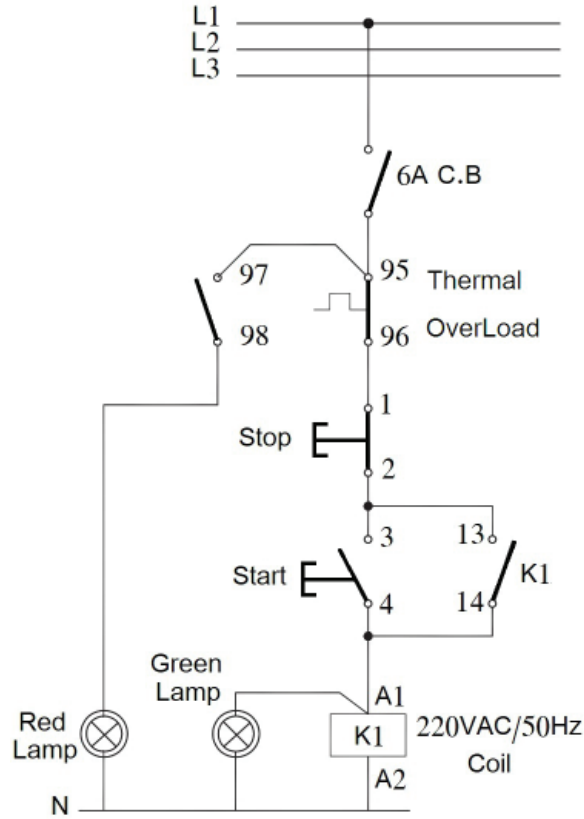 L1
L2
L3
6A C.B
97
95
Thermal
98
96
OverLoad
1
Stop
2
3
13
Start
4
14
K1
Green
Lamp
A1
Red
Lamp
K1
220VAC/50Hz
Coil
A2
N